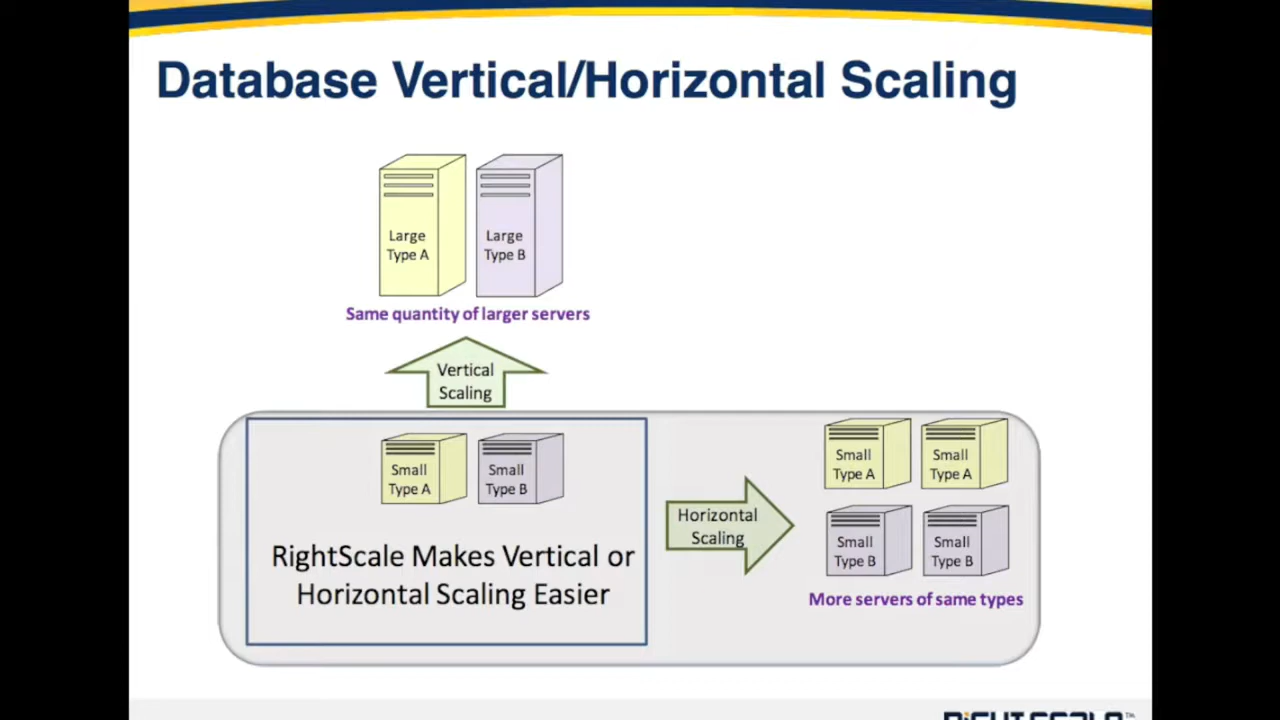 Database Vertical/Horizontal Scaling
Large
Type A
Large
Type B
Same quantity of larger servers
Vertical
Scaling
Small
Type A
Small
Type B
RightScale Makes Vertical or
Horizontal Scaling Easier
Horizontal
Scaling
Small
Type A
Small
Type A
Small
Type B
Small
Type B
More servers of same types
RIGHTSCALE™